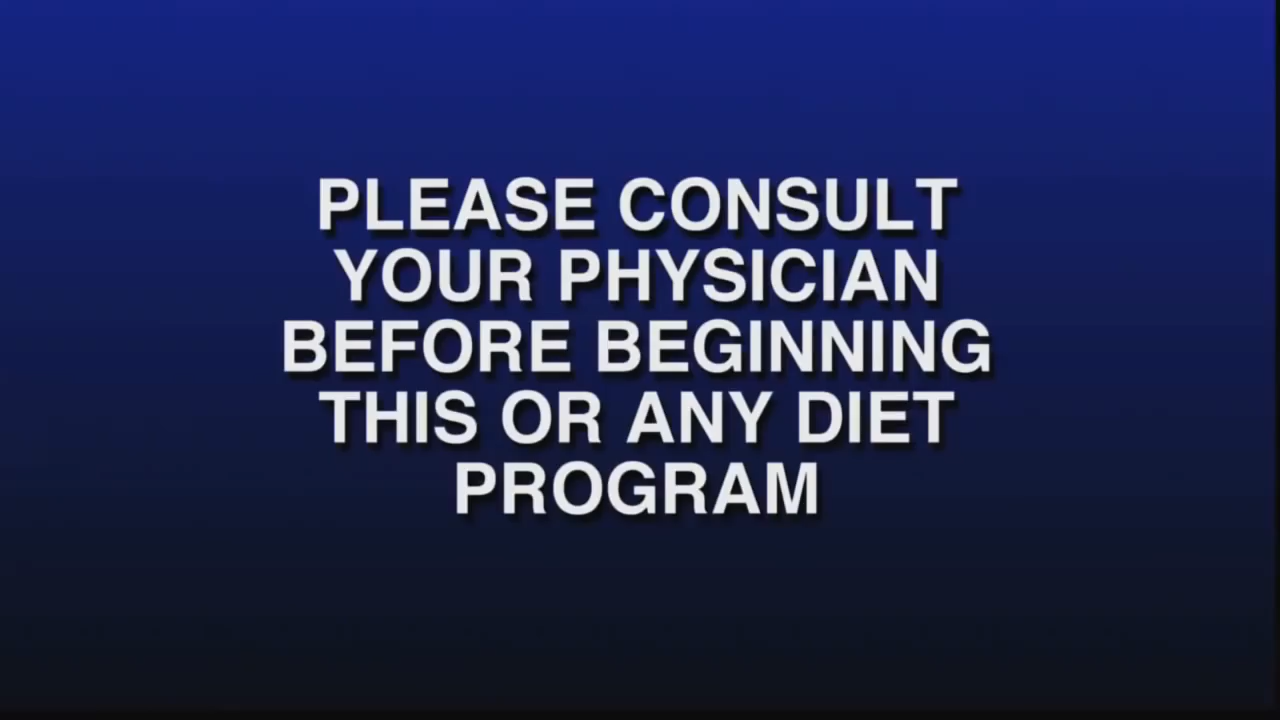 PLEASE CONSULT
YOUR PHYSICIAN
BEFORE BEGINNING
THIS OR ANY DIET
PROGRAM